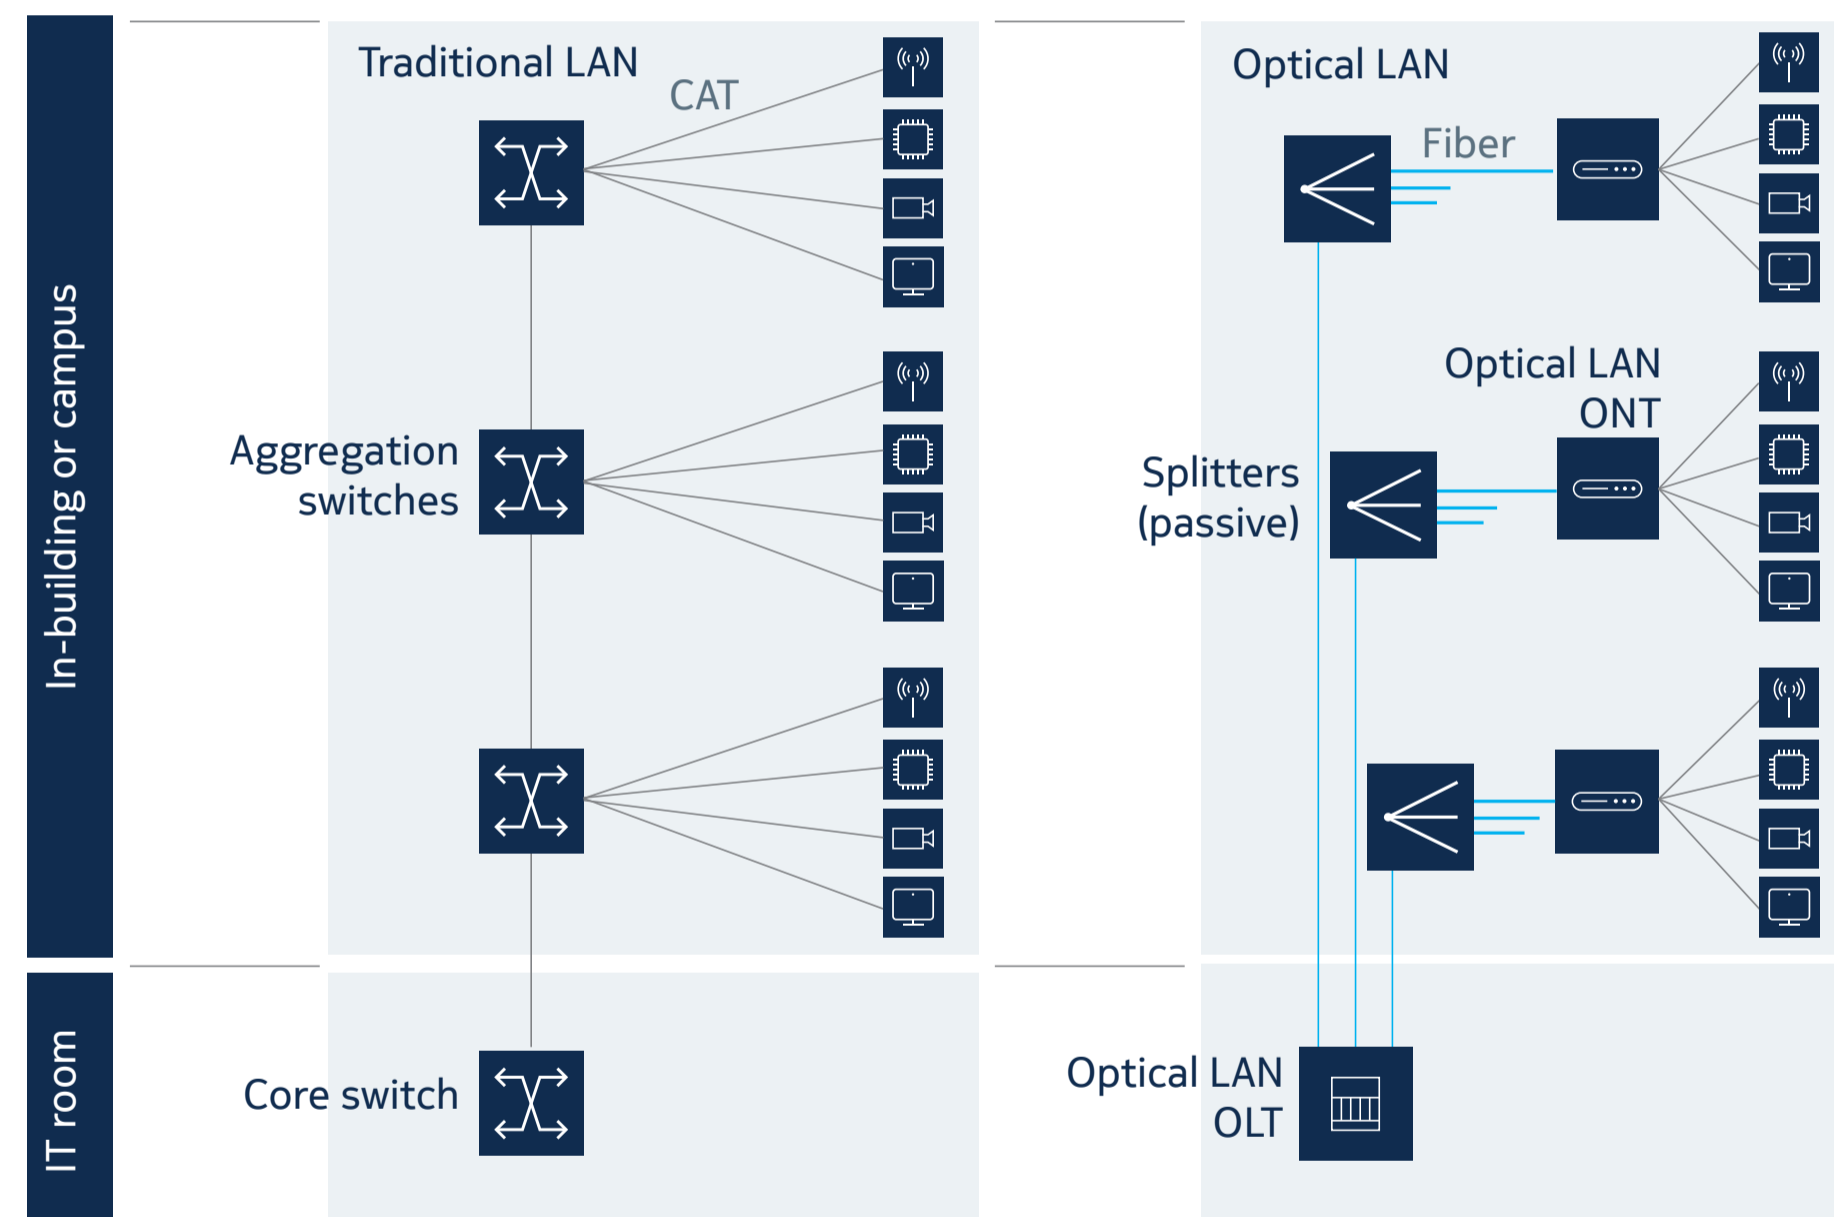 In-building or campus
Traditional LAN
CAT
Aggregation
switches
Optical LAN
Fiber
Optical LAN
ONT
Splitters
(passive)
IT room
Core switch
Optical LAN
OLT